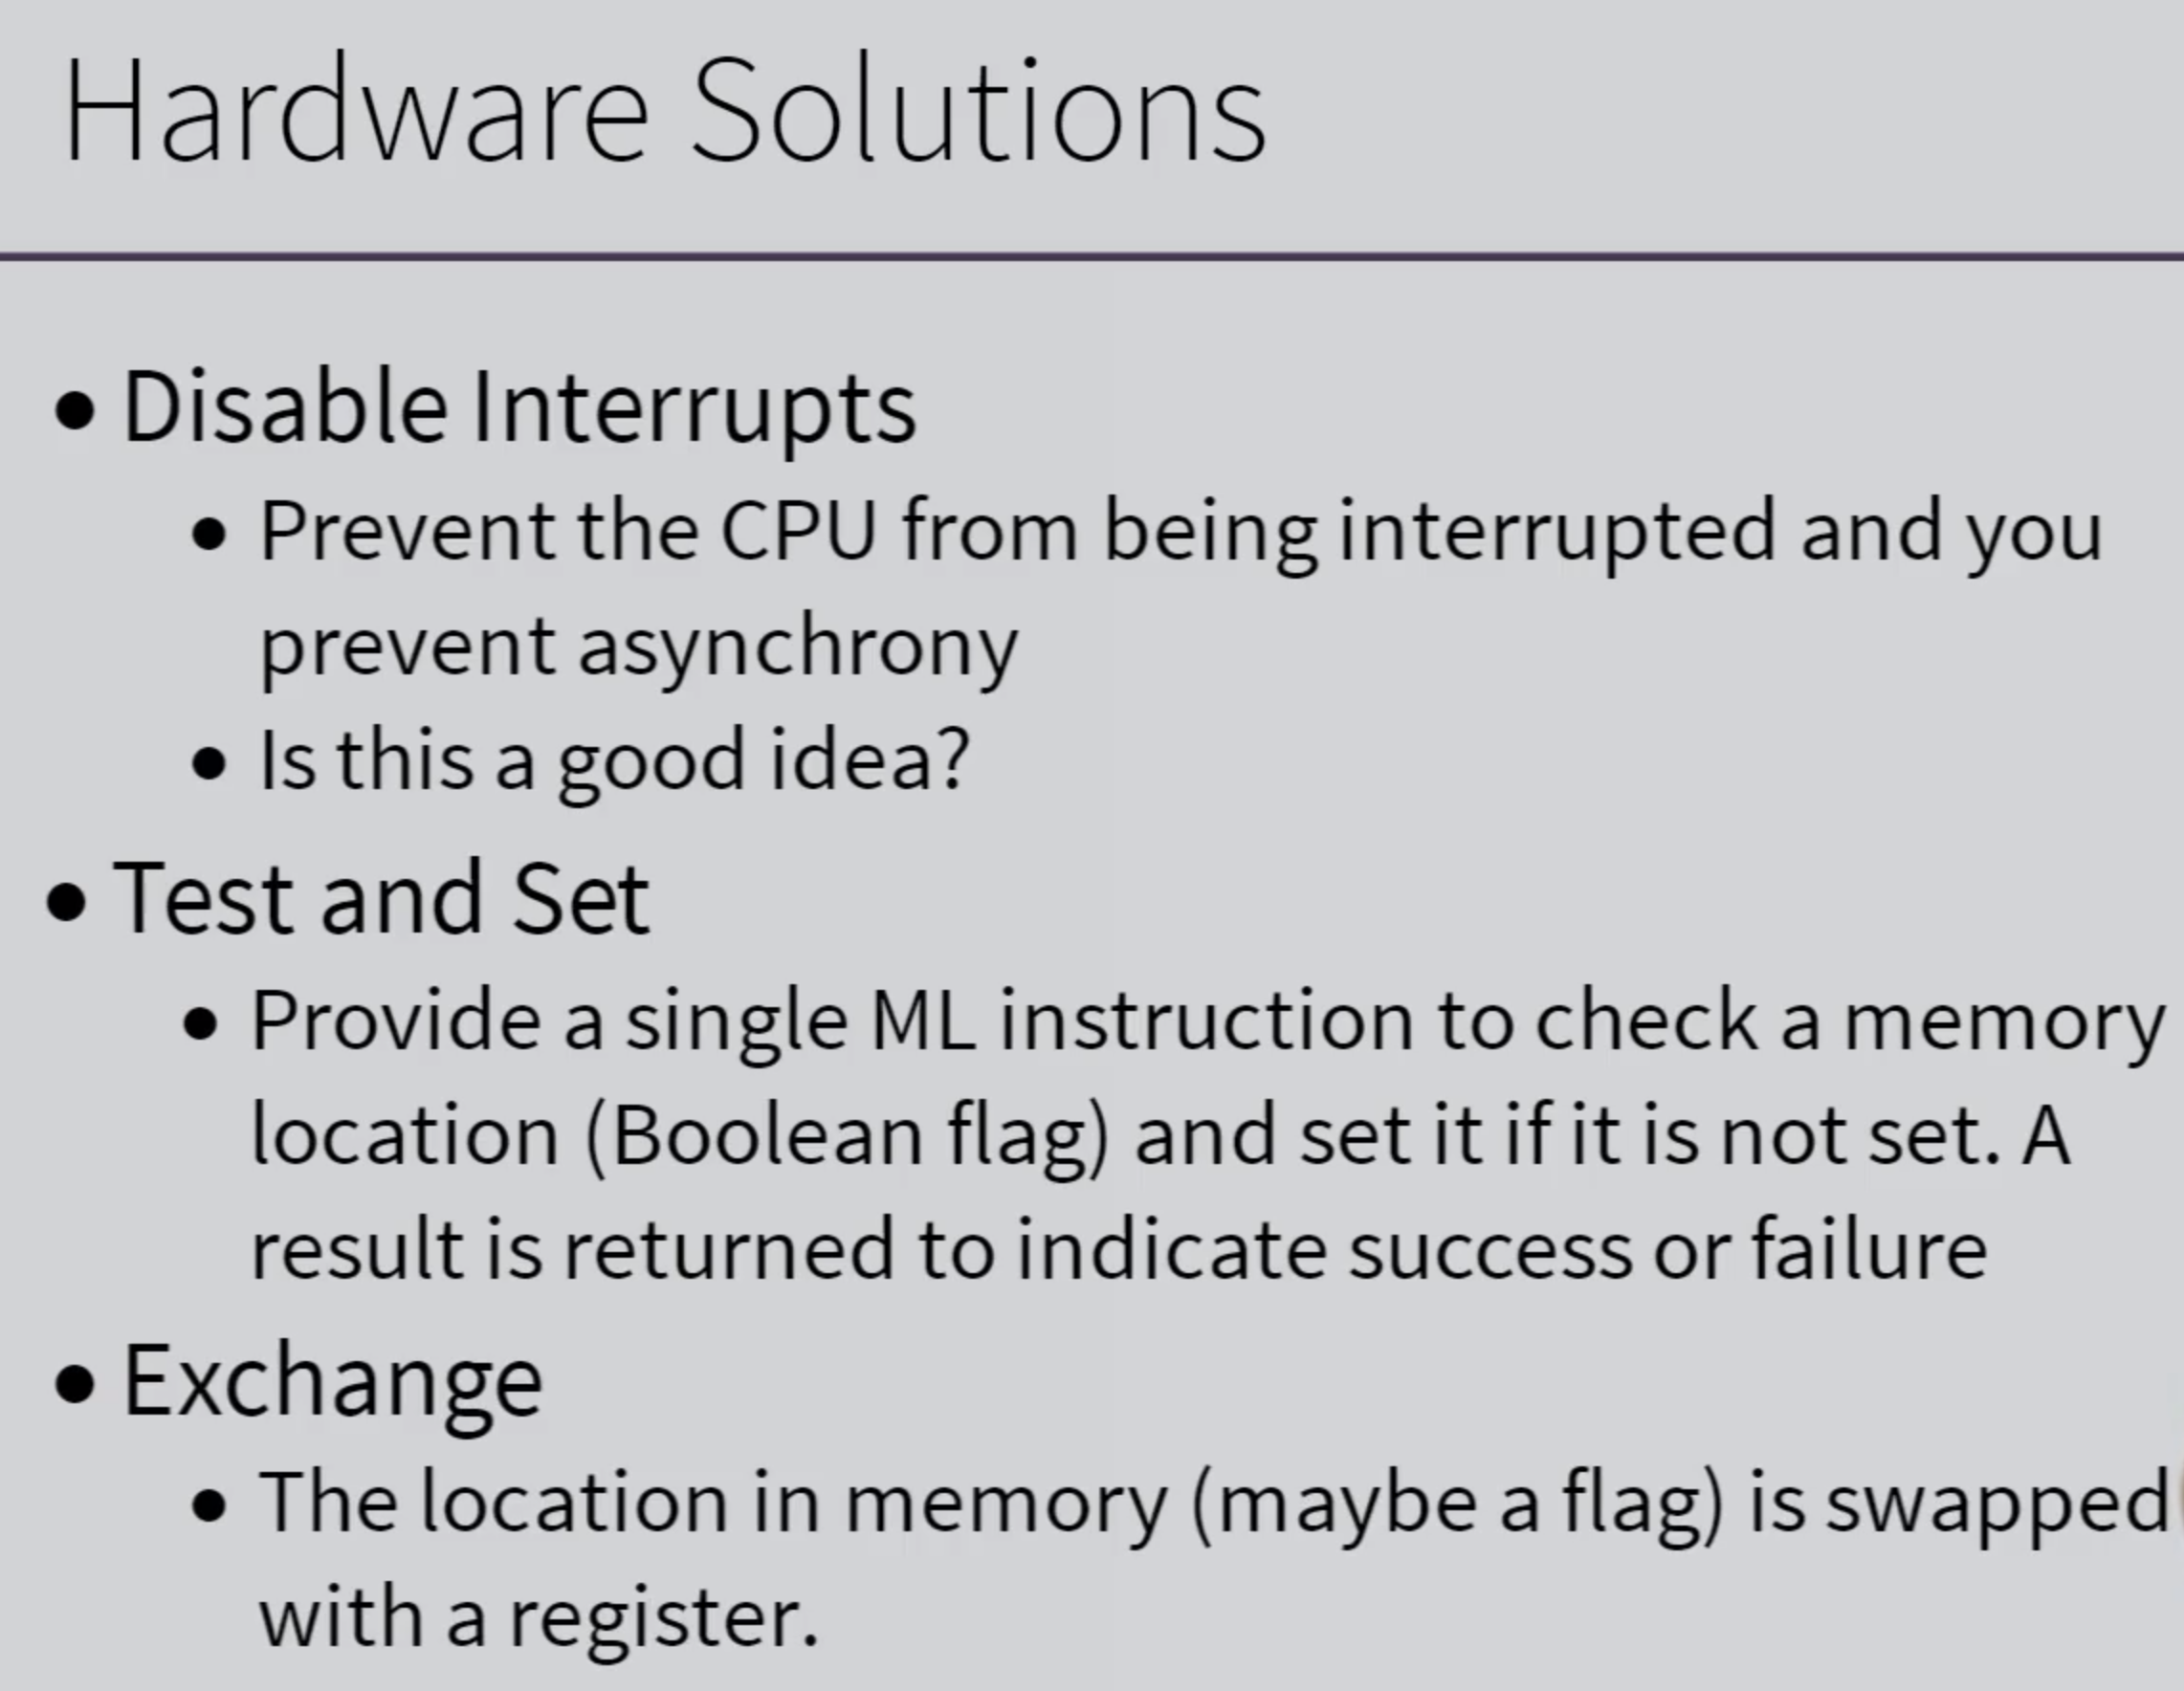 Hardware Solutions
• Disable Interrupts
• Prevent the CPU from being interrupted and you
prevent asynchrony
• Is this a good idea?
• Test and Set
• Provide a single ML instruction to check a memory
location (Boolean flag) and set it if it is not set. A
result is returned to indicate success or failure
• Exchange
• The location in memory (maybe a flag) is swapped
with a register.